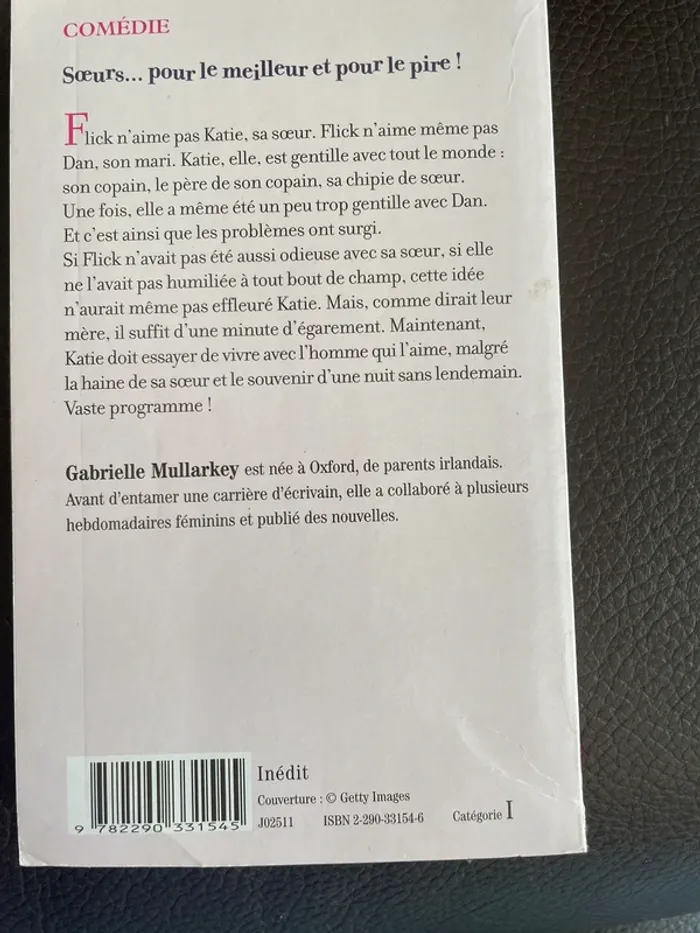 COMÉDIE
Sœurs... pour le meilleur et pour le pire !
Flick n'aime pas Katie, sa sœur. Flick n'aime même pas
Dan, son mari. Katie, elle, est gentille avec tout le monde :
son copain, le père de son copain, sa chipie de sœur.
Une fois, elle a même été un peu trop gentille avec Dan.
Et c'est ainsi que les problèmes ont surgi.
Si Flick n'avait pas été aussi odieuse avec sa sœur, si elle
ne l'avait pas humiliée à tout bout de champ, cette idée
n'aurait même pas effleuré Katie. Mais, comme dirait leur
mère, il suffit d'une minute d'égarement. Maintenant,
Katie doit essayer de vivre avec l'homme qui l'aime, malgré
la haine de sa sœur et le souvenir d'une nuit sans lendemain.
Vaste programme !
Gabrielle Mullarkey est née à Oxford, de parents irlandais.
Avant d'entamer une carrière d'écrivain, elle a collaboré à plusieurs
hebdomadaires féminins et publié des nouvelles.
Inédit
Couverture : © Getty Images
J02511 ISBN 2-290-33154-6 Catégorie I
9 782290 331545